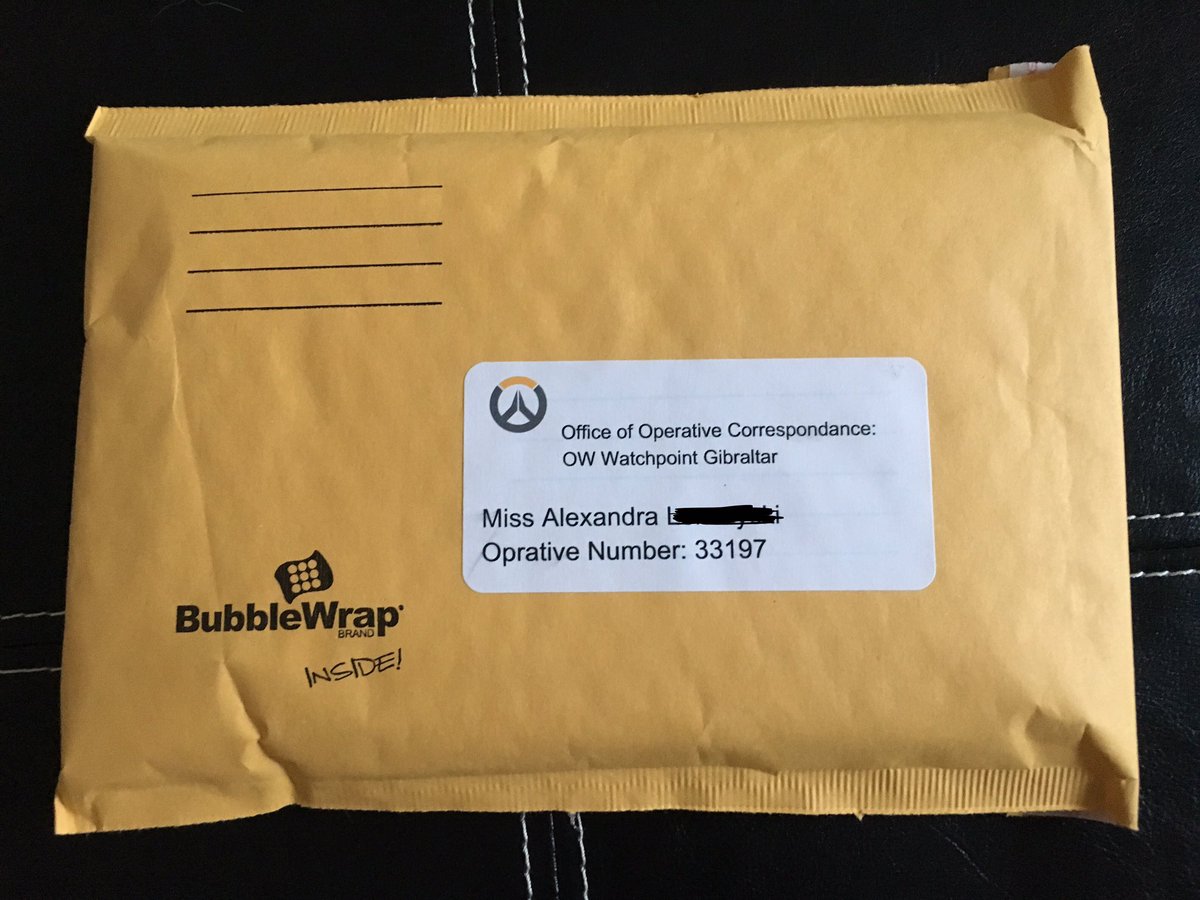 Office of Operative Correspondance:
OW Watchpoint Gibraltar
Miss Alexandra
Oprative Number: 33197
BubbleWrap
BRAND
INSIDE!